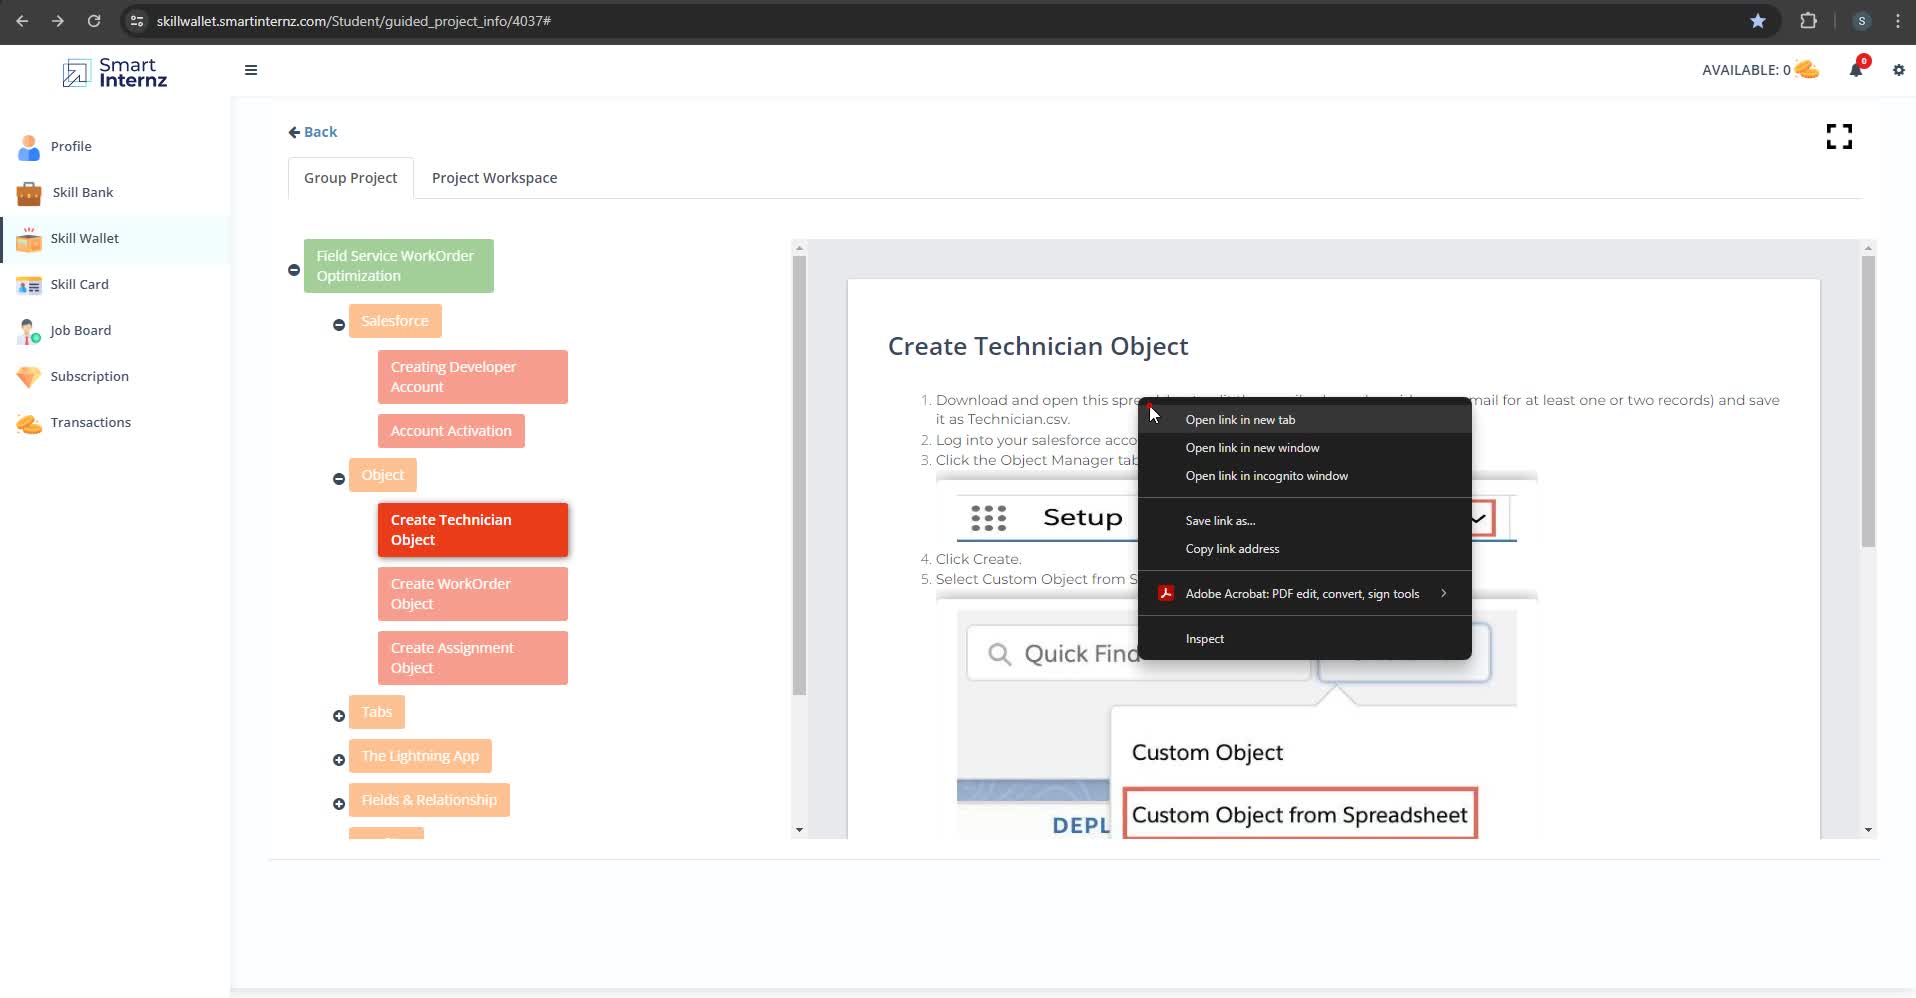 skillwallet.smartinternz.com/Student/guided_project_info/4037#
S
Smart
Internz
AVAILABLE: 0
0
Profile
Skill Bank
Skill Wallet
Skill Card
Job Board
Subscription
Transactions
Back
Group Project
Project Workspace
Field Service WorkOrder
Optimization
Salesforce
Creating Developer
Account
Account Activation
Object
Create Technician
Object
Create WorkOrder
Object
Create Assignment
Object
Tabs
The Lightning App
Fields & Relationship
Create Technician Object
1. Download and open this spre mail for at least one or two records) and save
it as Technician.csv.
2. Log into your salesforce acco
3. Click the Object Manager tab
Setup
4. Click Create.
5. Select Custom Object from S
Quick Find
Custom Object
Custom Object from Spreadsheet
DEPL
Open link in new tab
Open link in new window
Open link in incognito window
Save link as...
Copy link address
Adobe Acrobat: PDF edit, convert, sign tools
Inspect